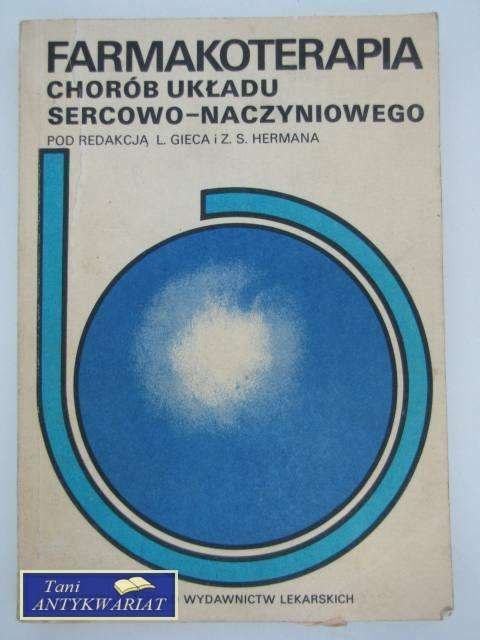 FARMAKOTERAPIA
CHORÓB UKŁADU
SERCOWO-NACZYNIOWEGO
POD REDAKCJĄ L. GIECA i Z. S. HERMANA
WYDAWNICTW LEKARSKICH
Tani
ANTYKWARIAT